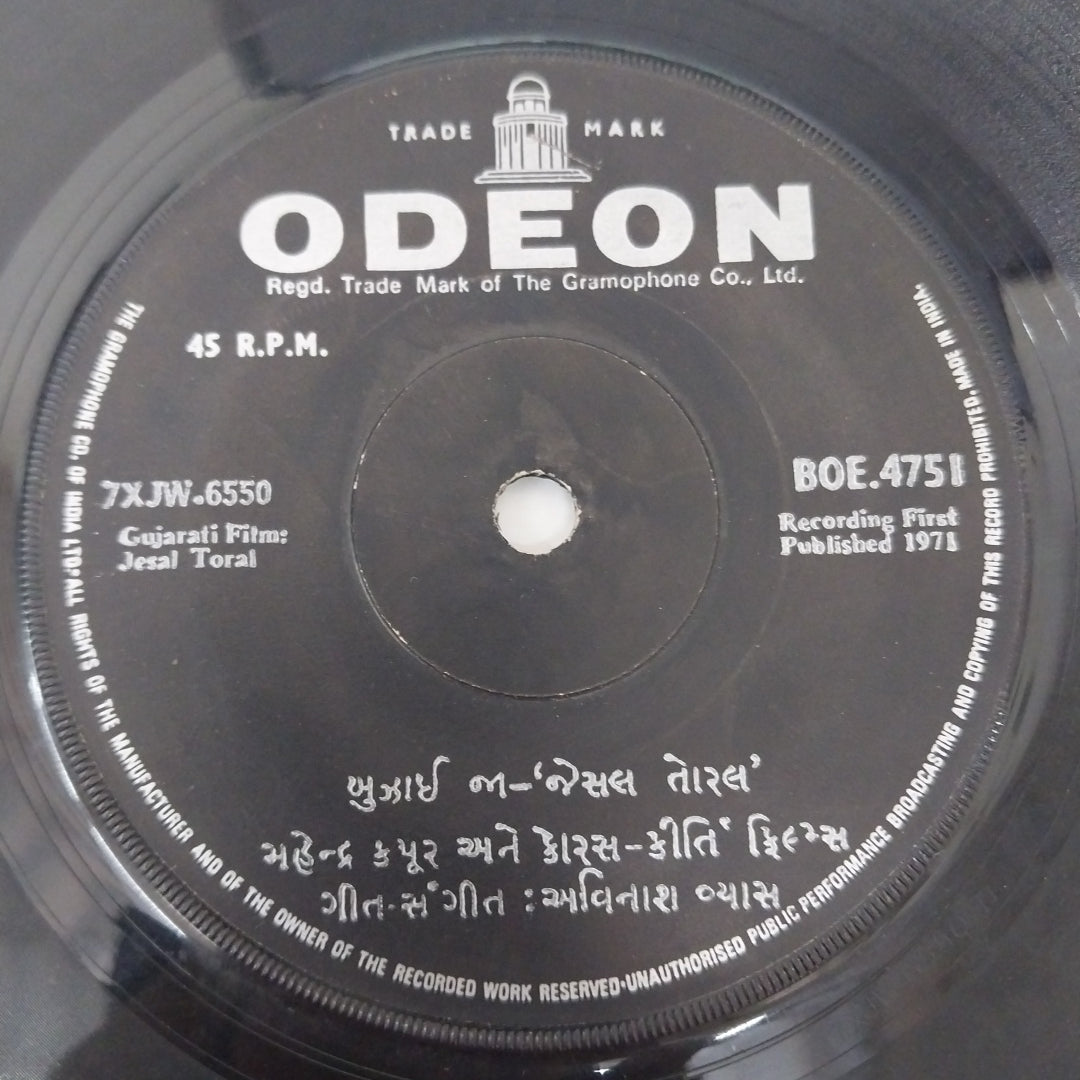 TRADE MARK
ODEON
Regd. Trade Mark of The Gramophone Co., Ltd.
45 R.P.M.
7XJW.6550
Gujarati Film:
Jesal Toral
BOE.4751
Recording First
Published 1971
બુઝાઈ જા-‘જેસલ તોરલ’
મહેન્દ્ર કપૂર અને કોરસ-કીર્તિ ફિલ્મ્સ
ગીત-સંગીત : અવિનાશ વ્યાસ
THE GRAMOPHONE CO. OF INDIA LTD•ALL RIGHTS OF THE MANUFACTURER AND OF THE OWNER OF THE RECORDED WORK RESERVED•UNAUTHORISED PUBLIC PERFORMANCE BROADCASTING AND COPYING OF THIS RECORD PROHIBITED. MADE IN INDIA.